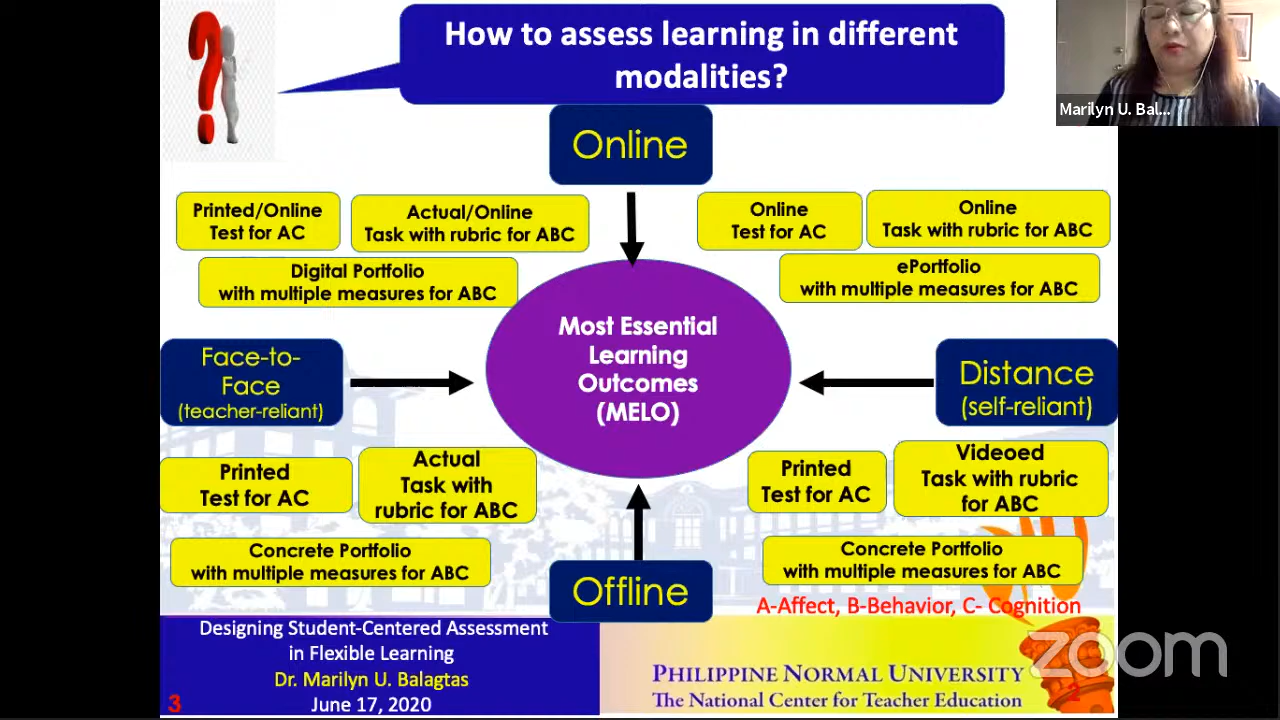 How to assess learning in different
modalities?
Marilyn U. Bal...
Online
Printed/Online
Test for AC
Actual/Online
Task with rubric for ABC
Digital Portfolio
with multiple measures for ABC
Online
Test for AC
Online
Task with rubric for ABC
ePortfolio
with multiple measures for ABC
Most Essential
Learning
Outcomes
(MELO)
Face-to-
Face
(teacher-reliant)
Distance
(self-reliant)
Printed
Test for AC
Actual
Task with
rubric for ABC
Concrete Portfolio
with multiple measures for ABC
Printed
Test for AC
Videoed
Task with rubric
for ABC
Concrete Portfolio
with multiple measures for ABC
Offline
A-Affect, B-Behavior, C- Cognition
Designing Student-Centered Assessment
in Flexible Learning
Dr. Marilyn U. Balagtas
June 17, 2020
3
PHILIPPINE NORMAL UNIVERSITY
The National Center for Teacher Education
zoom